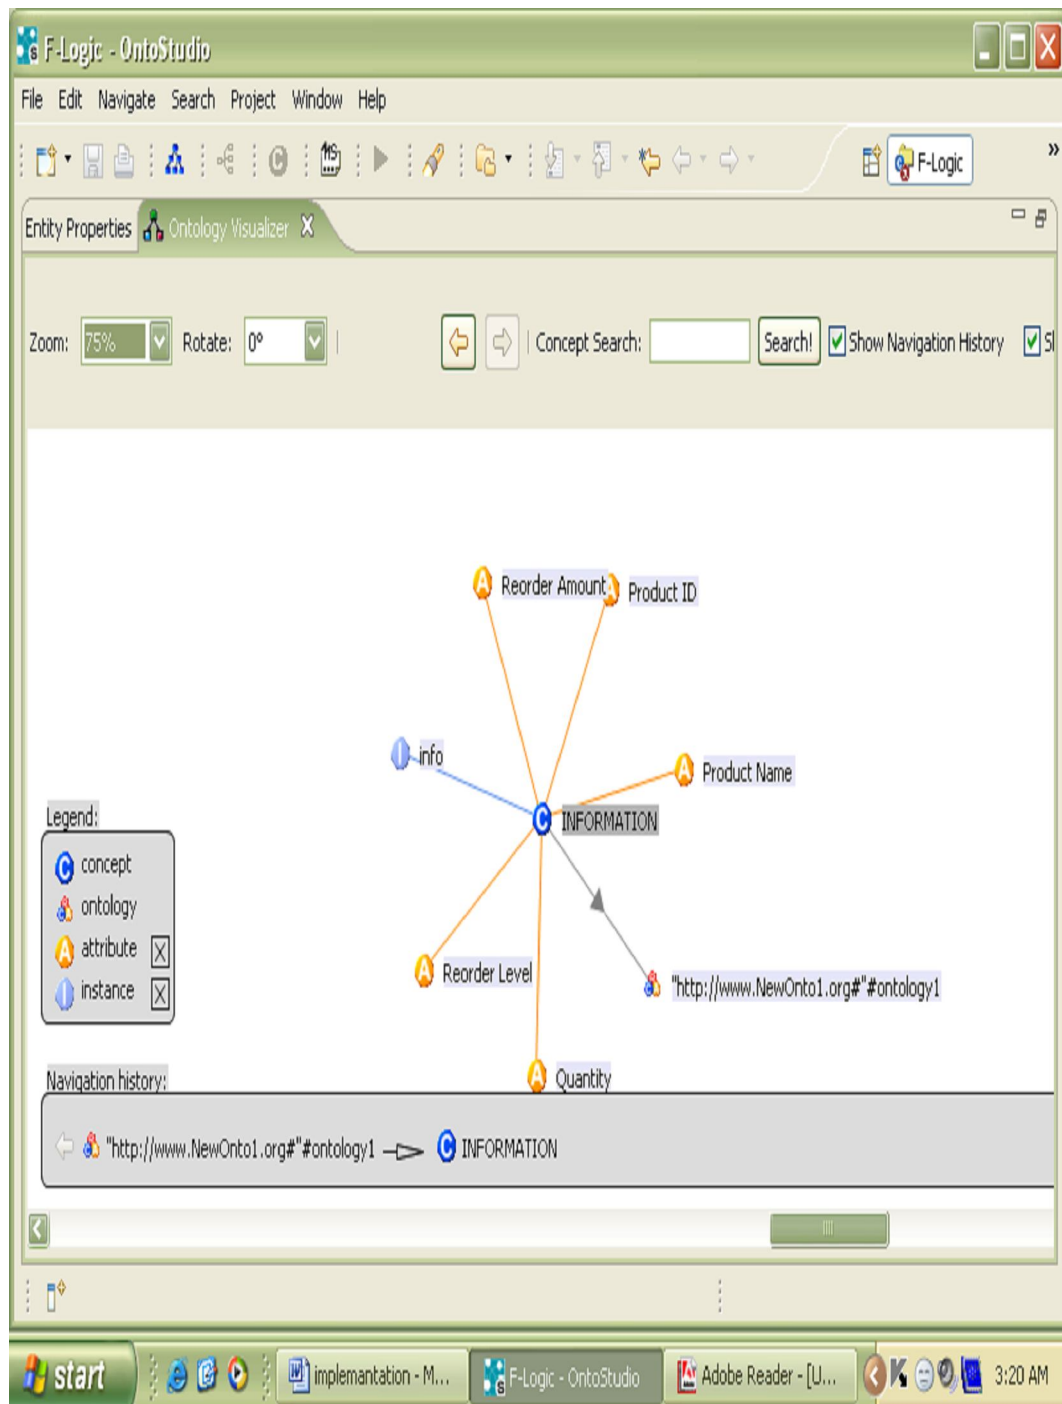 F-Logic - OntoStudio
File Edit Navigate Search Project Window Help
F-Logic
Entity Properties Ontology Visualizer
Zoom: 75% Rotate: 0° Concept Search: Search! Show Navigation History
Reorder Amount Product ID
info
Product Name
INFORMATION
Legend:
concept
ontology
attribute
instance
Reorder Level
"http://www.NewOnto1.org#"#ontology1
Quantity
Navigation history:
"http://www.NewOnto1.org#"#ontology1 INFORMATION
start implemantation - M... F-Logic - OntoStudio Adobe Reader - [U... 3:20 AM